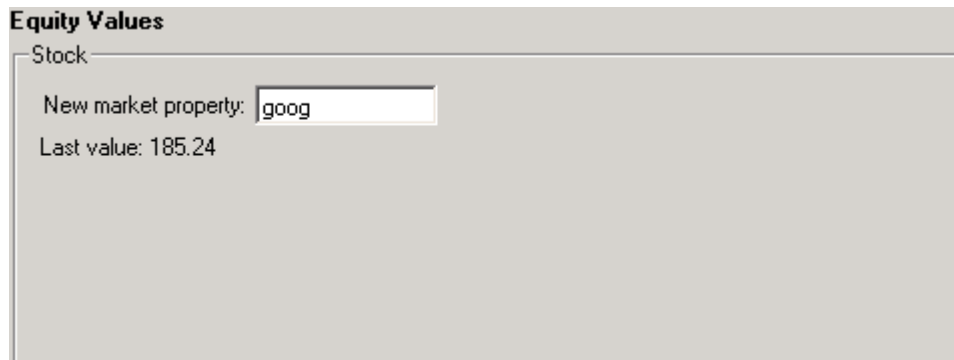 Equity Values
Stock
New market property: goog
Last value: 185.24